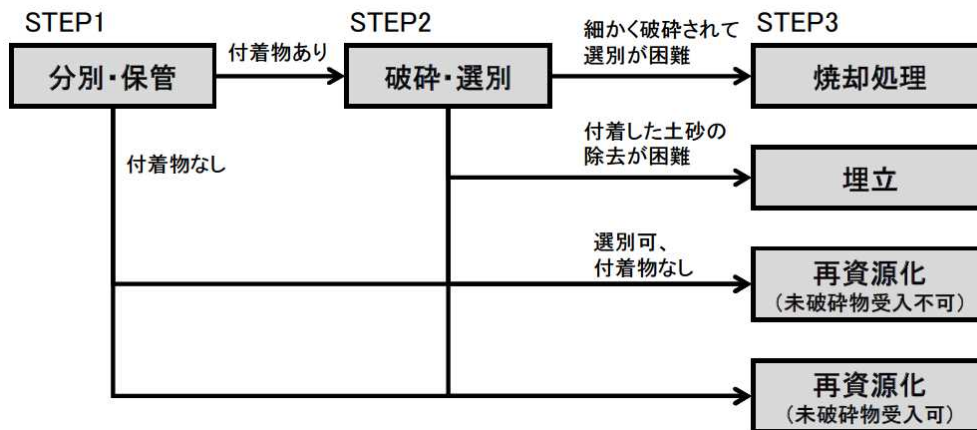 STEP1
STEP2
STEP3
分別・保管
付着物あり
破砕・選別
細かく破砕されて
選別が困難
焼却処理
付着物なし
付着した土砂の
除去が困難
埋立
選別可、
付着物なし
再資源化
(未破砕物受入不可)
再資源化
(未破砕物受入可)